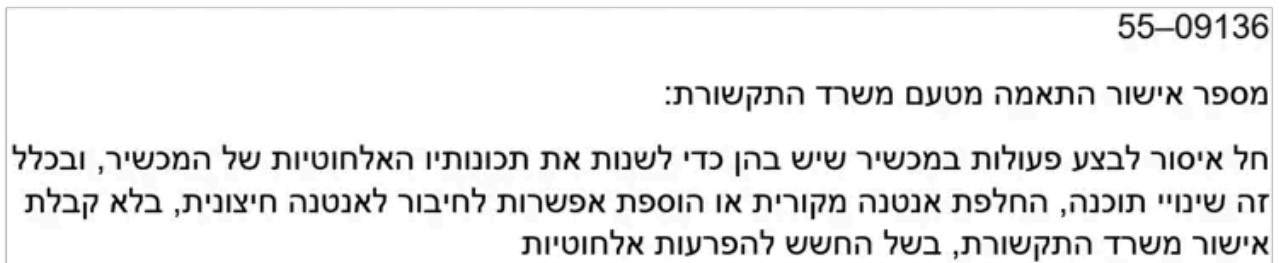 55–09136
מספר אישור התאמה מטעם משרד התקשורת:
חל איסור לבצע פעולות במכשיר שיש בהן כדי לשנות את תכונותיו האלחוטיות של המכשיר, ובכלל
זה שינויי תוכנה, החלפת אנטנה מקורית או הוספת אפשרות לחיבור לאנטנה חיצונית, בלא קבלת
אישור משרד התקשורת, בשל החשש להפרעות אלחוטיות